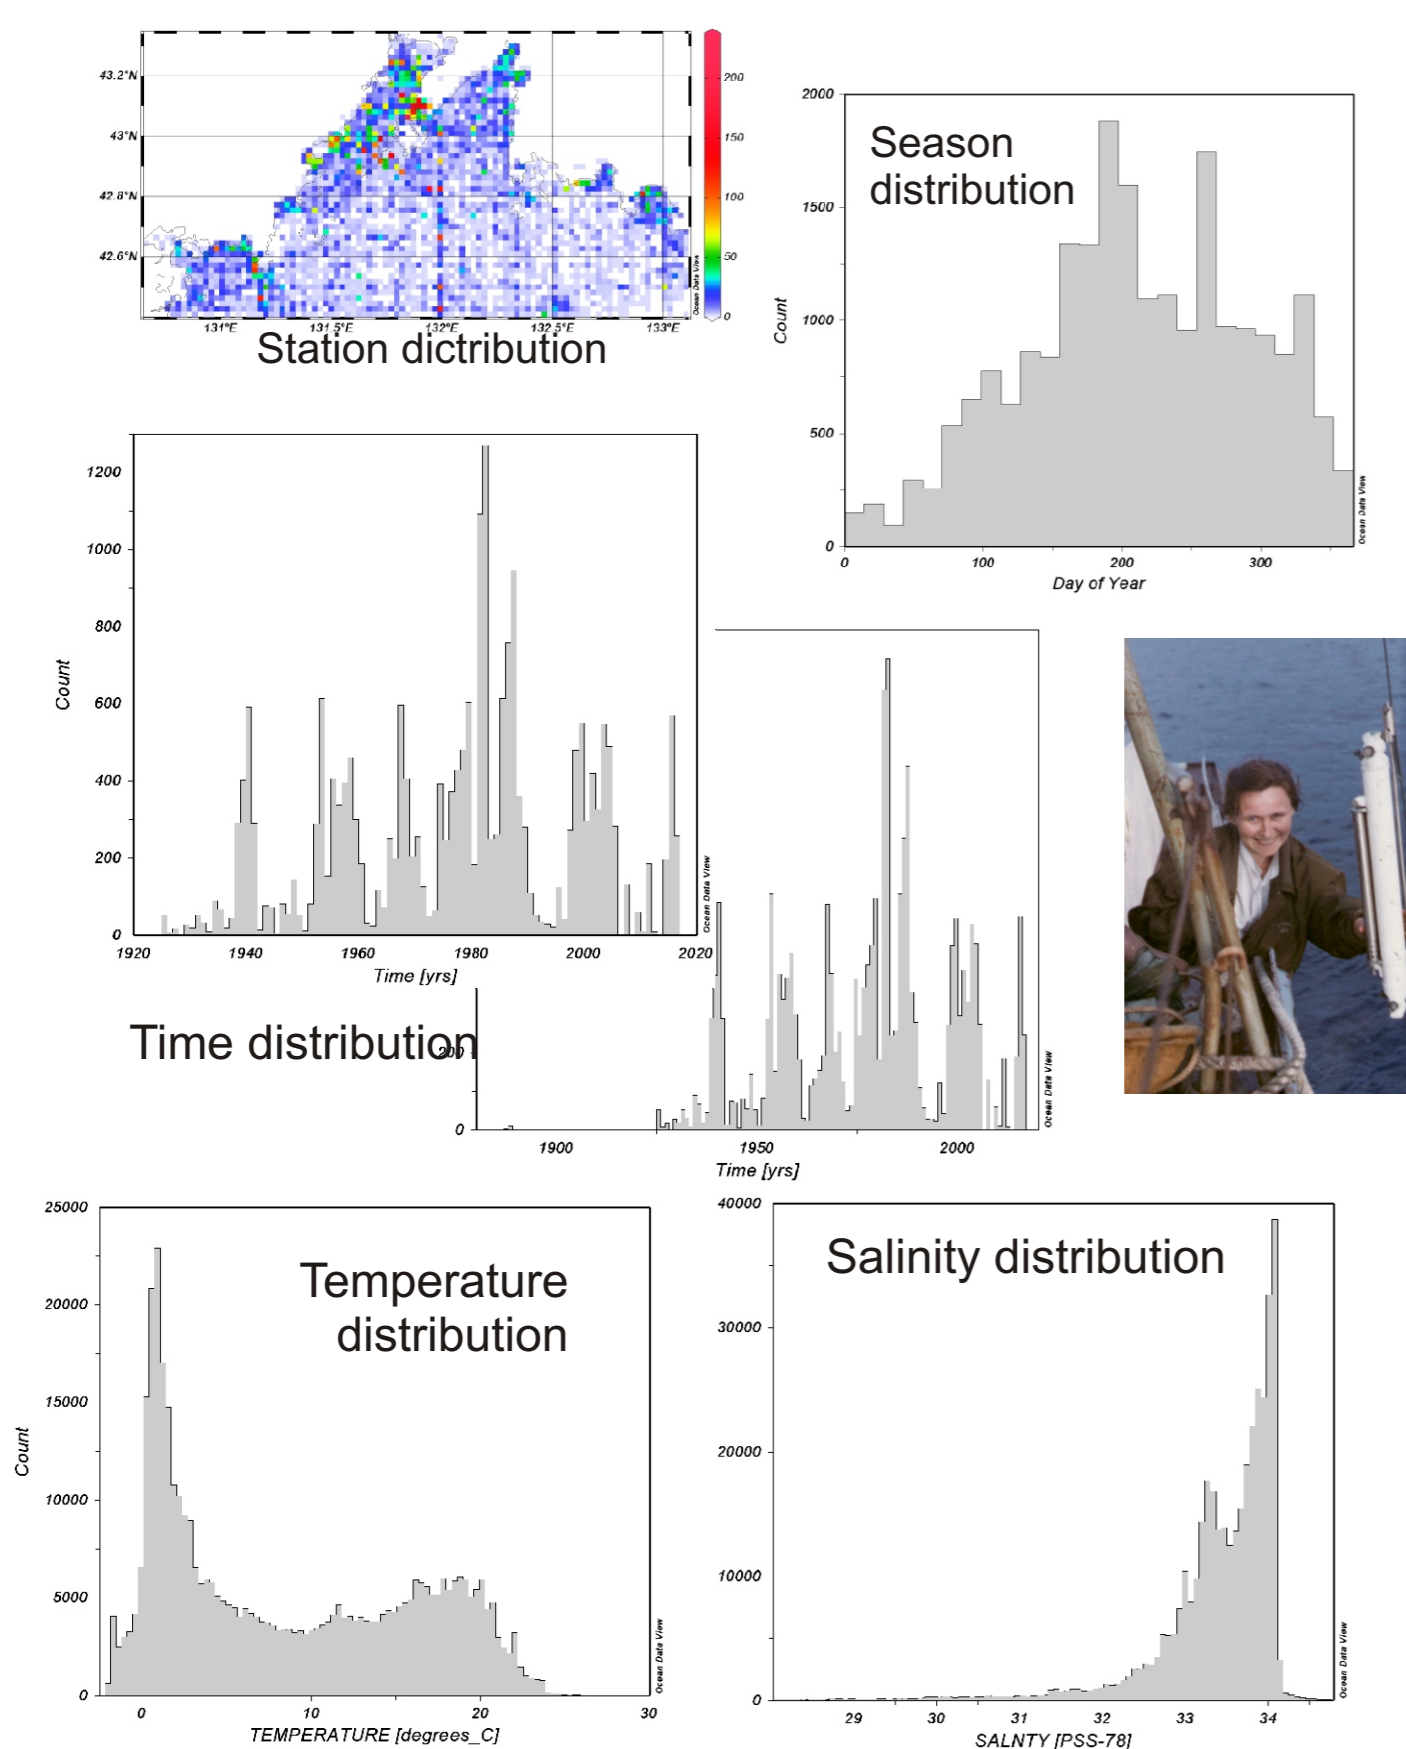 43.2°N
43°N
42.8°N
42.6°N
131°E 131.5°E 132°E 132.5°E 133°E
200
150
100
50
0
Ocean Data View
Station dictribution
Season
distribution
2000
1500
1000
500
0
Count
0 100 200 300
Day of Year
Ocean Data View
1200
1000
800
600
400
200
0
Count
1920 1940 1960 1980 2000 2020
Time [yrs]
Ocean Data View
Time distribution
200
0
1900 1950 2000
Time [yrs]
Ocean Data View
25000
20000
15000
10000
5000
0
Count
Temperature
distribution
0 10 20 30
TEMPERATURE [degrees_C]
Ocean Data View
40000
30000
20000
10000
0
Salinity distribution
29 30 31 32 33 34
SALNTY [PSS-78]
Ocean Data View